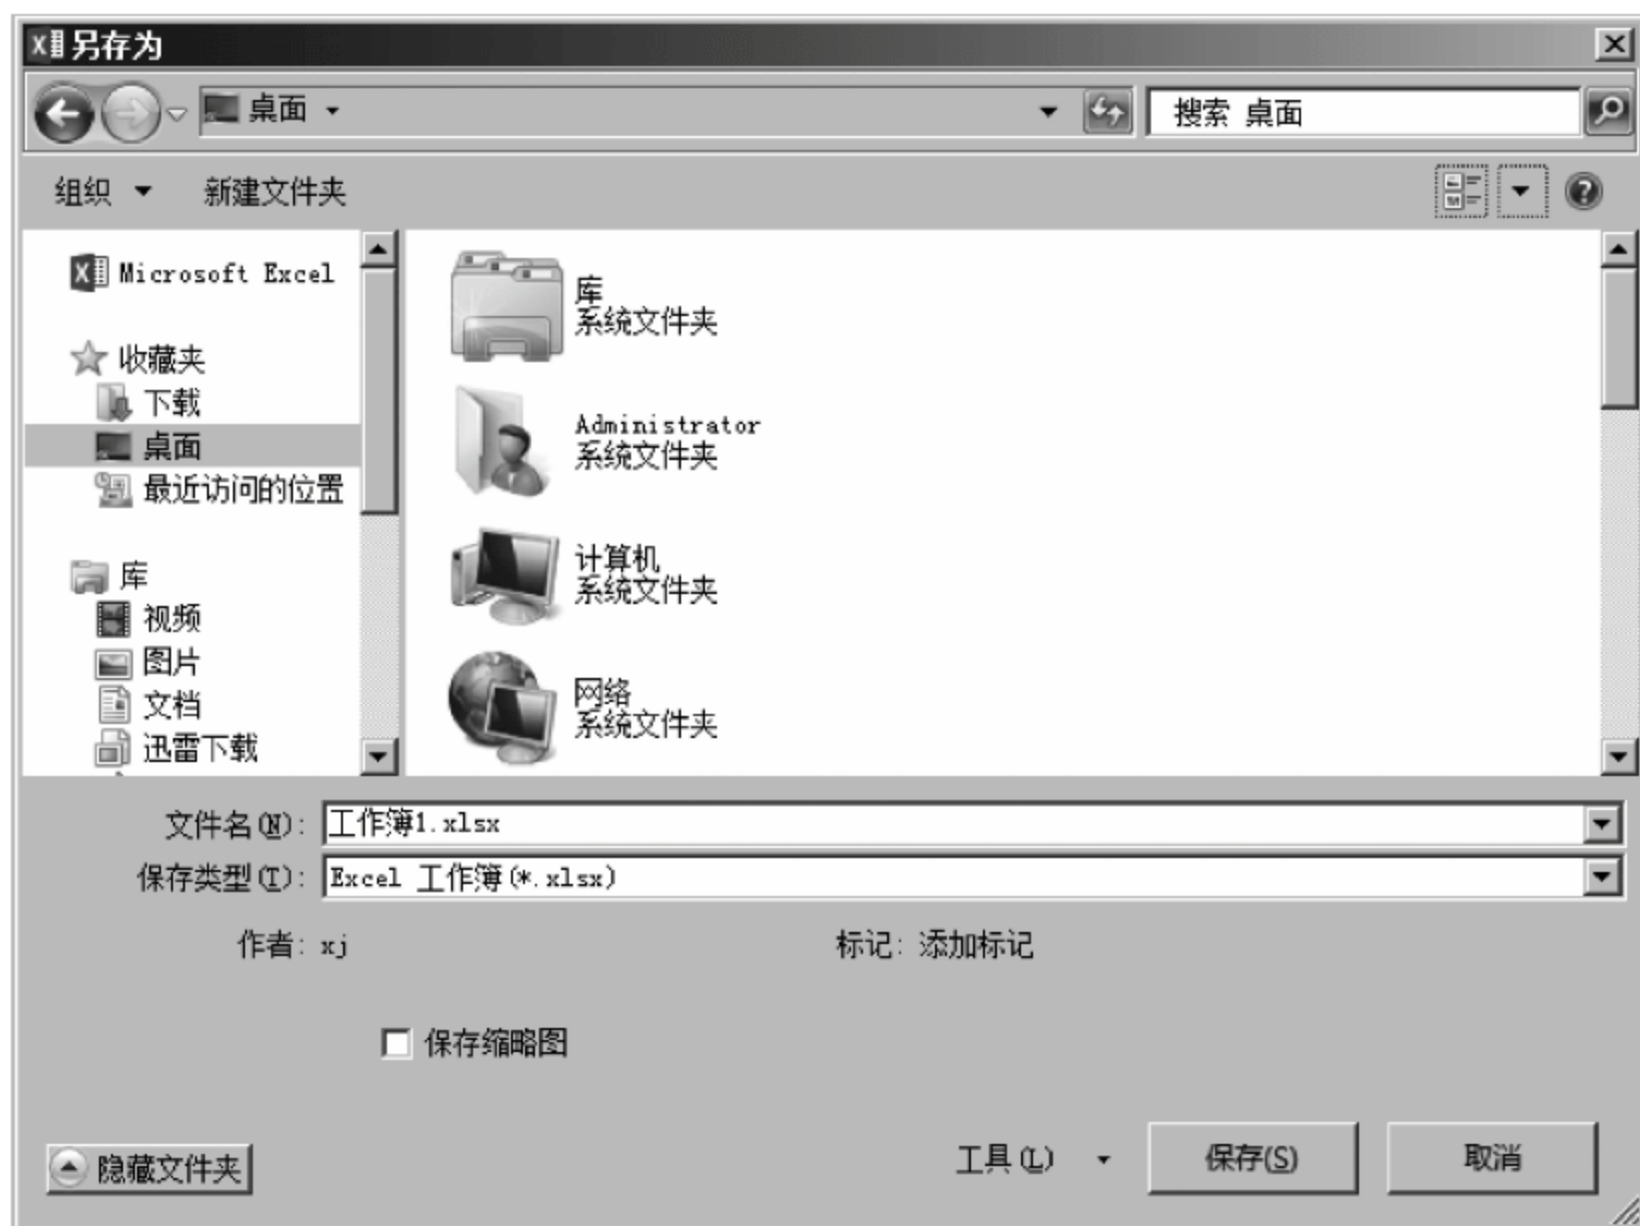 另存为
桌面
搜索 桌面
组织
新建文件夹
Microsoft Excel
收藏夹
下载
桌面
最近访问的位置
库
视频
图片
文档
迅雷下载
库
系统文件夹
Administrator
系统文件夹
计算机
系统文件夹
网络
系统文件夹
文件名(N): 工作簿1.xlsx
保存类型(T): Excel 工作簿(*.xlsx)
作者: xj 标记: 添加标记
保存缩略图
隐藏文件夹
工具(L)
保存(S)
取消